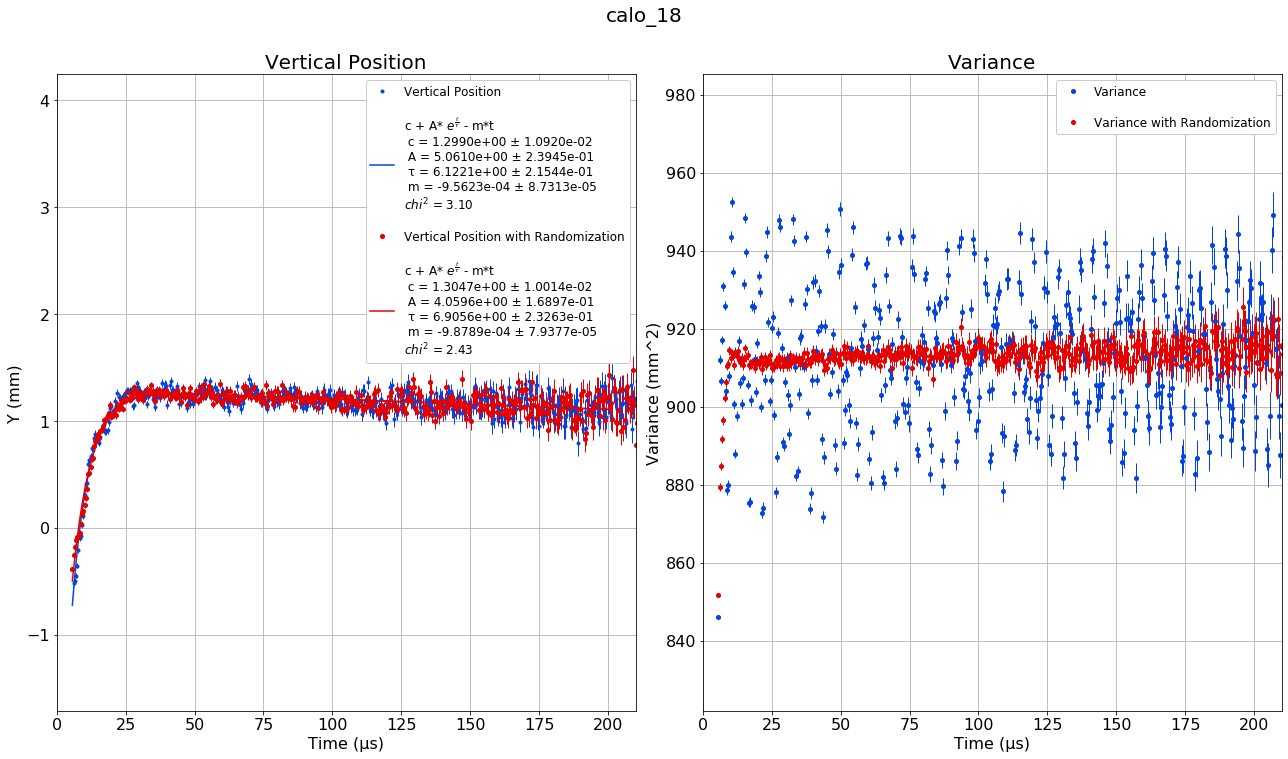 calo_18
Vertical Position
Vertical Position
c + A* e^{t/τ} - m*t
c = 1.2990e+00 ± 1.0920e-02
A = 5.0610e+00 ± 2.3945e-01
τ = 6.1221e+00 ± 2.1544e-01
m = -9.5623e-04 ± 8.7313e-05
chi² = 3.10
Vertical Position with Randomization
c + A* e^{t/τ} - m*t
c = 1.3047e+00 ± 1.0014e-02
A = 4.0596e+00 ± 1.6897e-01
τ = 6.9056e+00 ± 2.3263e-01
m = -9.8789e-04 ± 7.9377e-05
chi² = 2.43
4
3
2
1
0
−1
Y (mm)
0 25 50 75 100 125 150 175 200
Time (µs)
Variance
Variance
Variance with Randomization
980
960
940
920
900
880
860
840
Variance (mm^2)
0 25 50 75 100 125 150 175 200
Time (µs)